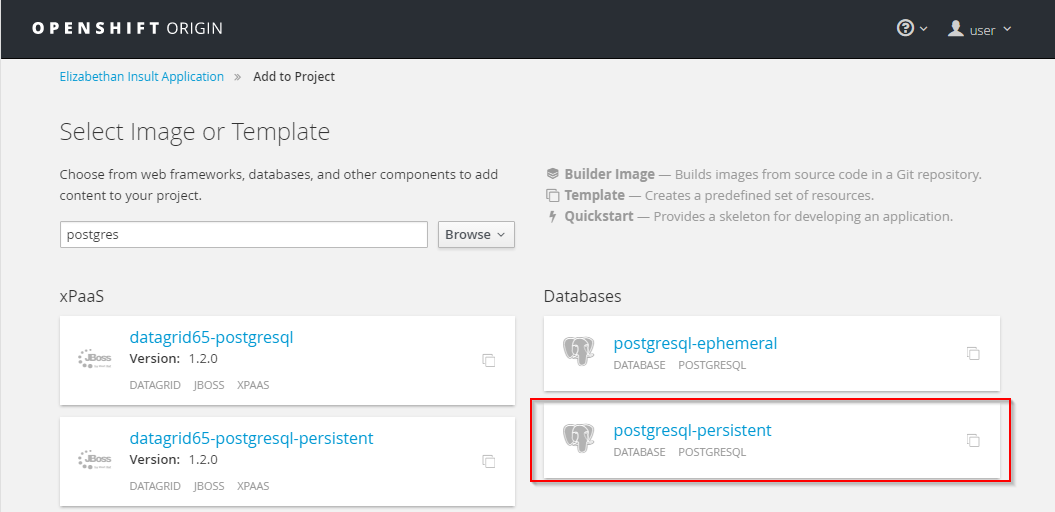 OPENSHIFT ORIGIN
user
Elizabethan Insult Application » Add to Project
Select Image or Template
Choose from web frameworks, databases, and other components to add
content to your project.
Builder Image — Builds images from source code in a Git repository.
Template — Creates a predefined set of resources.
Quickstart — Provides a skeleton for developing an application.
postgres
Browse
xPaaS
JBoss
datagrid65-postgresql
Version: 1.2.0
DATAGRID JBOSS XPAAS
JBoss
datagrid65-postgresql-persistent
Version: 1.2.0
DATAGRID JBOSS XPAAS
Databases
postgresql-ephemeral
DATABASE POSTGRESQL
postgresql-persistent
DATABASE POSTGRESQL